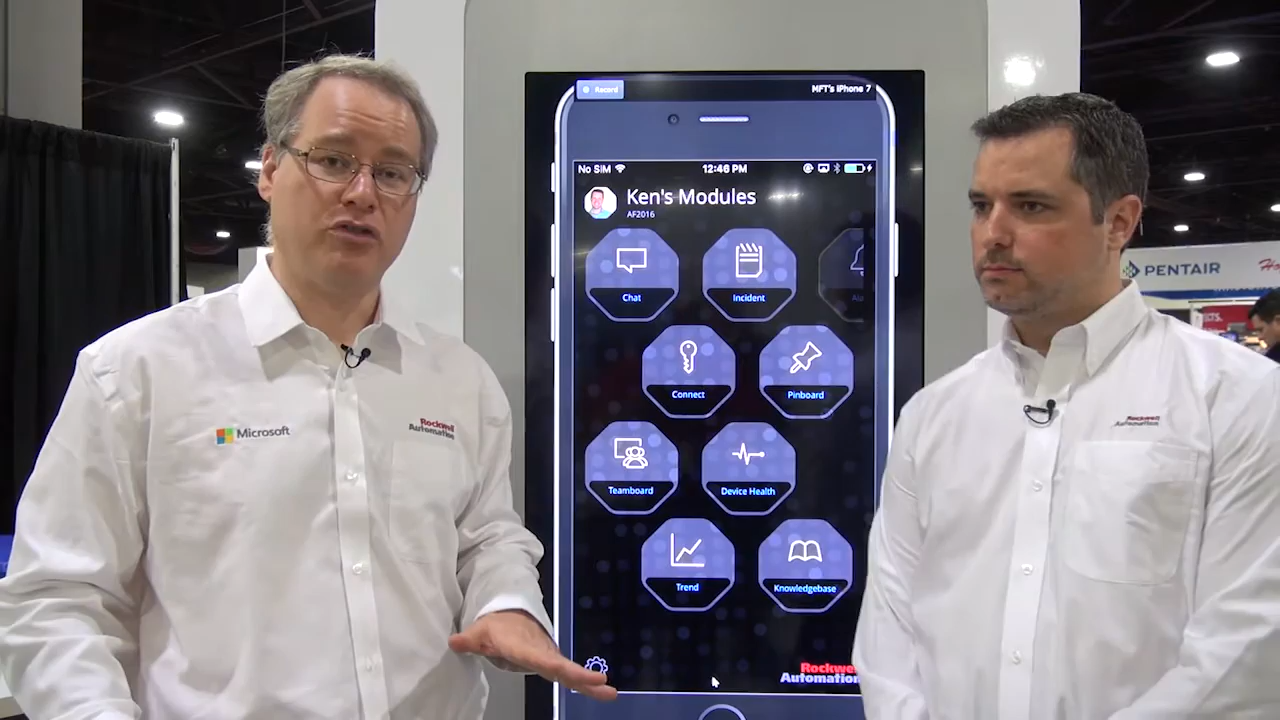 Record
MFT's iPhone 7
No SIM
12:46 PM
Ken's Modules
AF2016
Chat
Incident
Connect
Pinboard
Teamboard
Device Health
Trend
Knowledgebase
Rockwell
Automation
Microsoft
Rockwell
Automation
Rockwell
Automation
PENTAIR